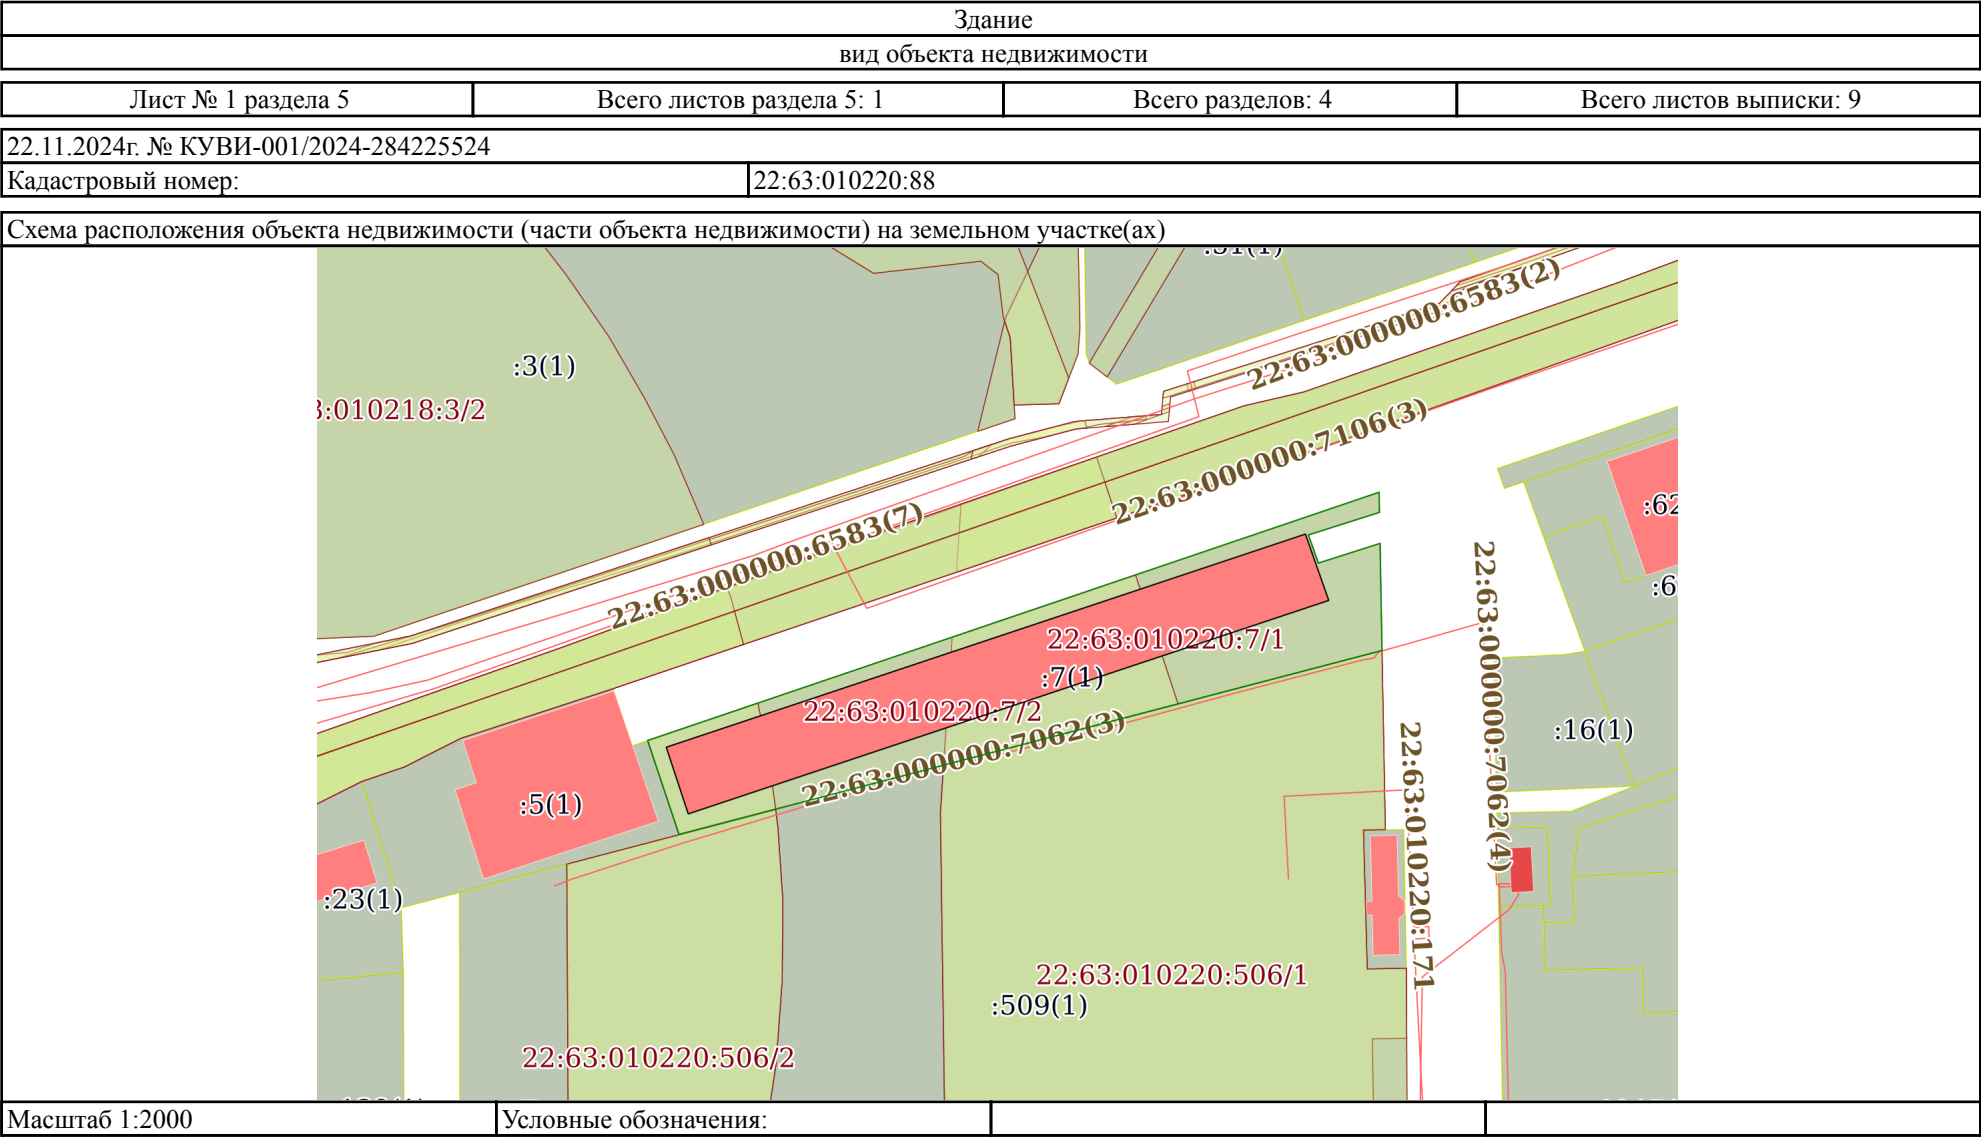 Здание
вид объекта недвижимости
Лист № 1 раздела 5
Всего листов раздела 5: 1
Всего разделов: 4
Всего листов выписки: 9
22.11.2024г. № КУВИ-001/2024-284225524
Кадастровый номер:
22:63:010220:88
Схема расположения объекта недвижимости (части объекта недвижимости) на земельном участке(ах)
22:63:000000:6583(2)
:3(1)
:010218:3/2
22:63:000000:7106(3)
22:63:000000:6583(7)
:62
:6
22:63:010220:7/1
:7(1)
22:63:010220:7/2
22:63:000000:7062(3)
22:63:000000:7062(4)
:16(1)
22:63:010220:171
:5(1)
:23(1)
22:63:010220:506/1
:509(1)
22:63:010220:506/2
Масштаб 1:2000
Условные обозначения: